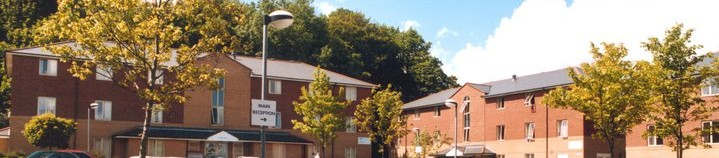 MAIN
RECEPTION
→